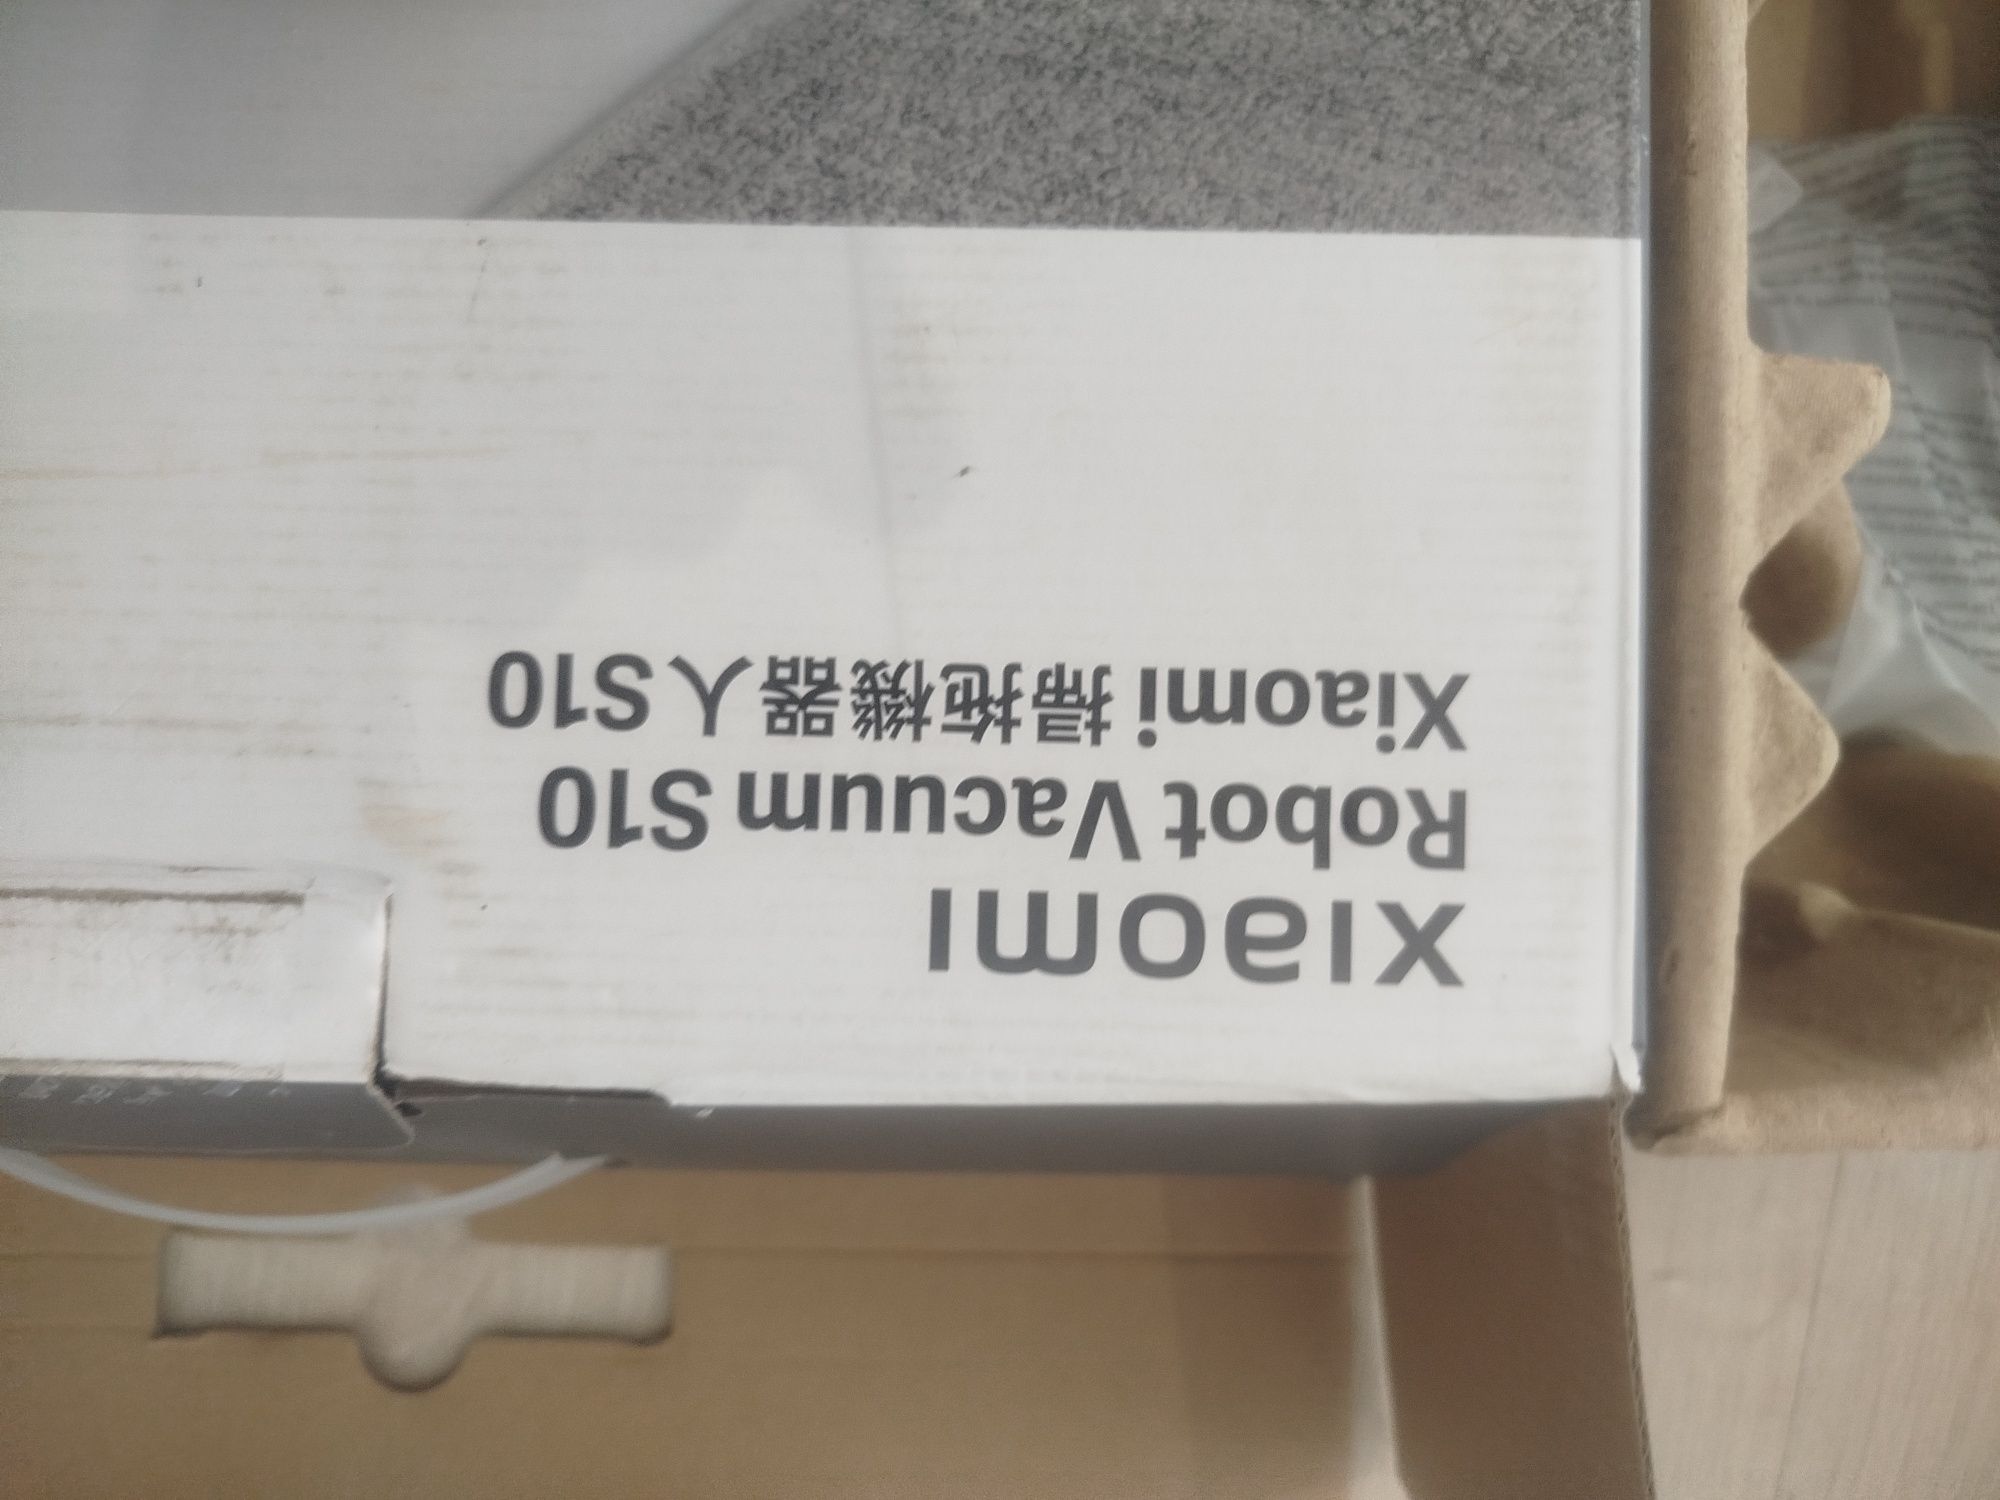 xiaomi
Robot Vacuum S10
Xiaomi 掃拖機器人 S10